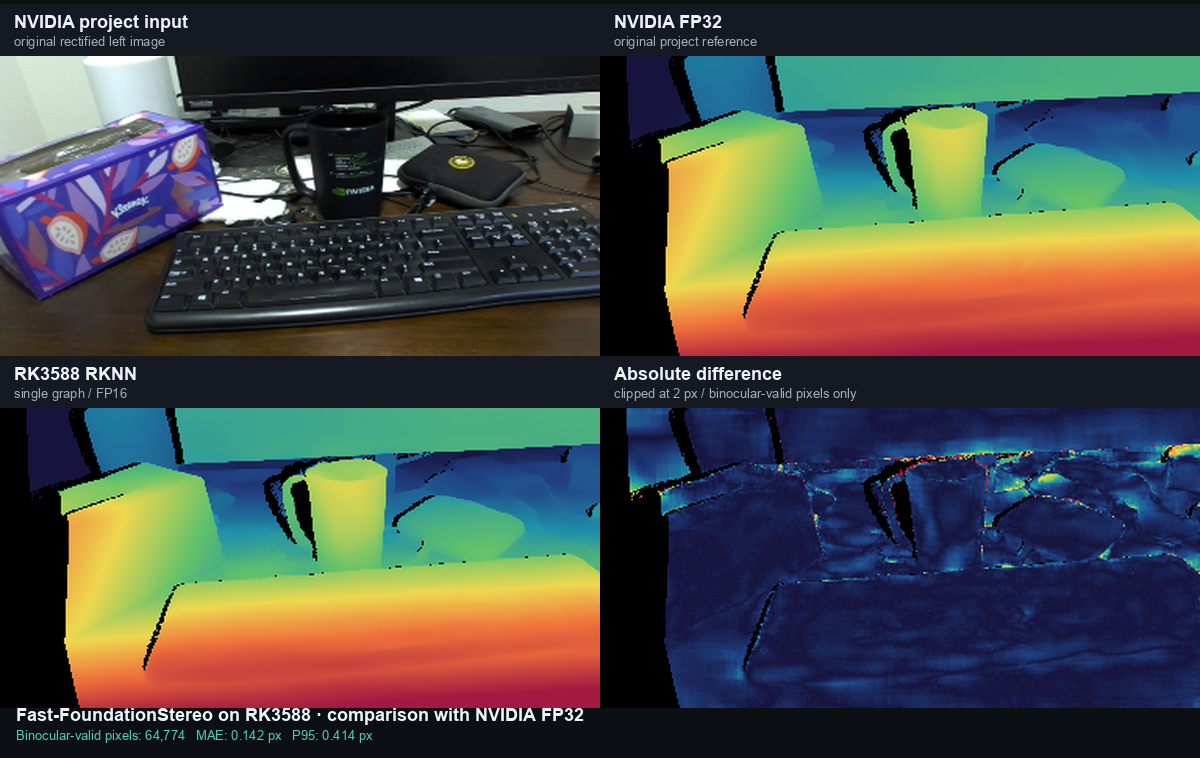 NVIDIA project input
original rectified left image
NVIDIA FP32
original project reference
Kleenex
NVIDIA
RK3588 RKNN
single graph / FP16
Absolute difference
clipped at 2 px / binocular-valid pixels only
Fast-FoundationStereo on RK3588 · comparison with NVIDIA FP32
Binocular-valid pixels: 64,774 MAE: 0.142 px P95: 0.414 px